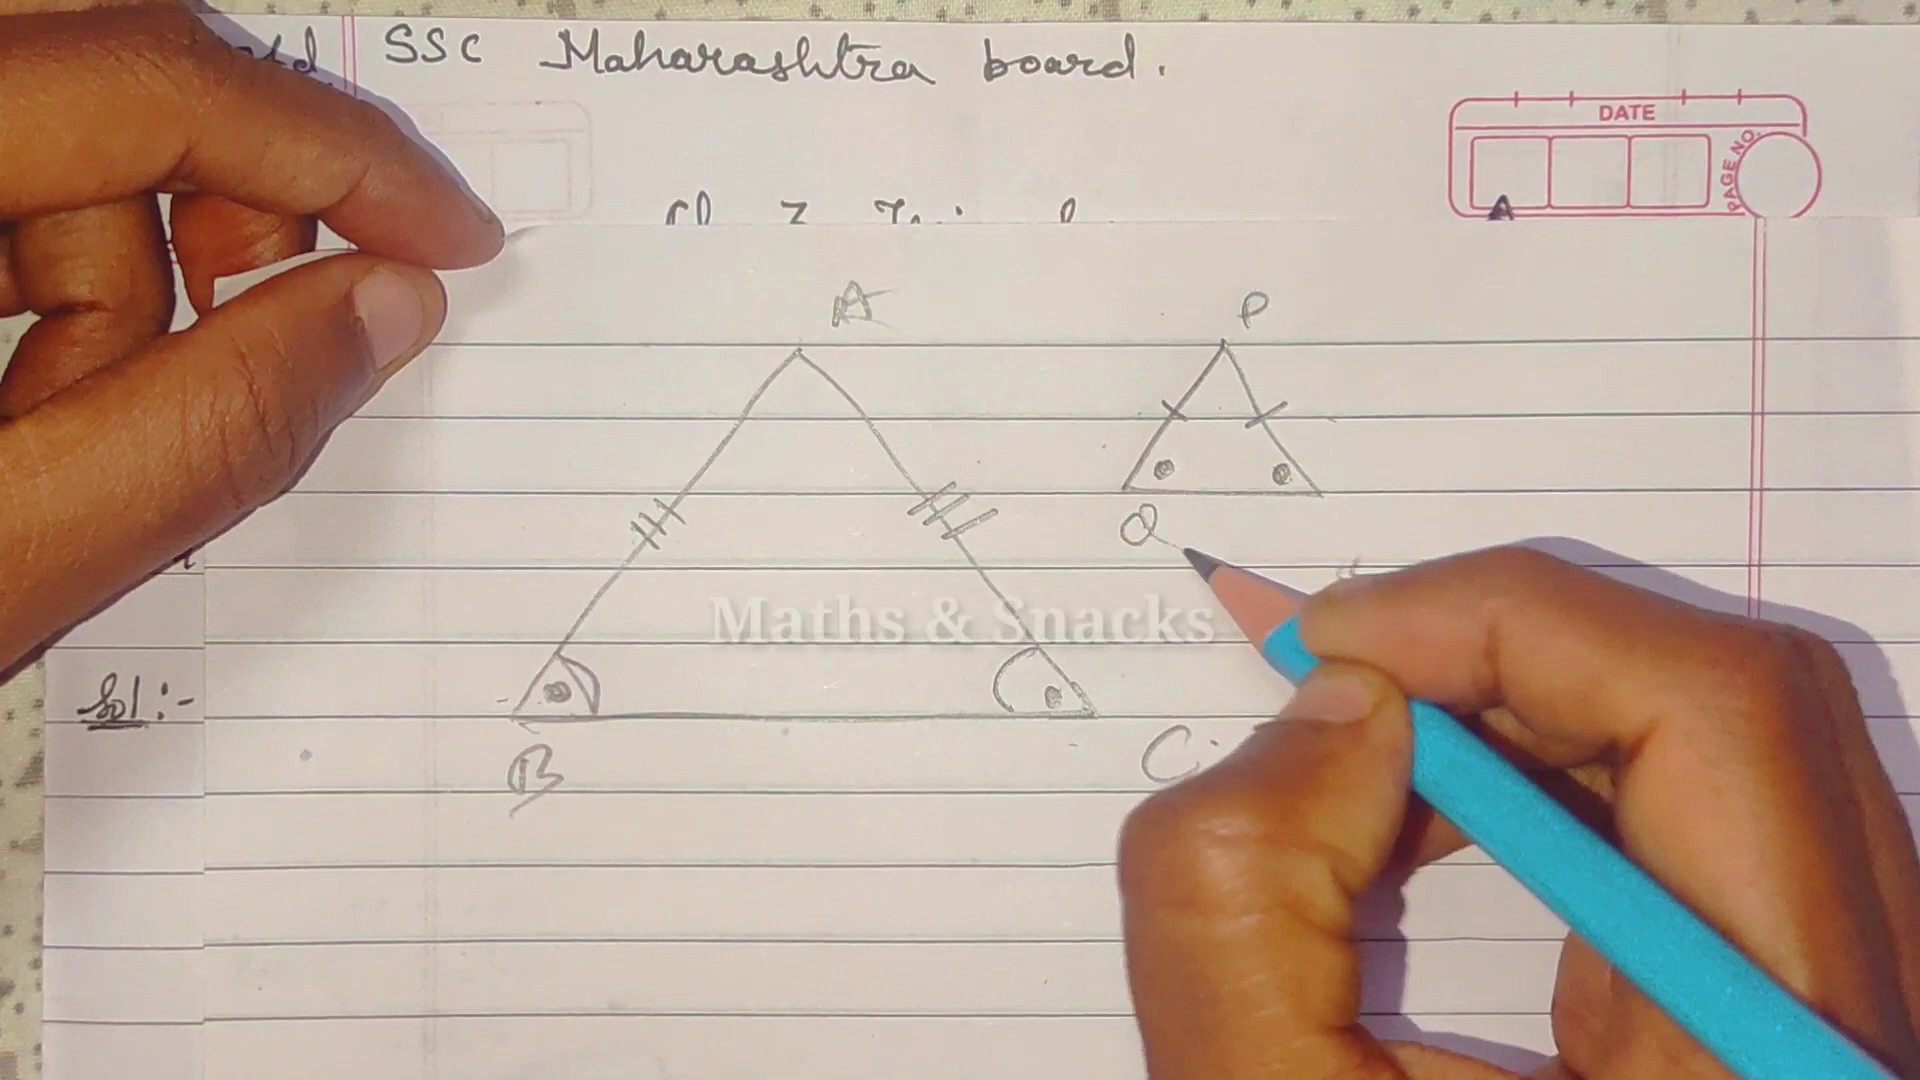 SSC Maharashtra board.
DATE
PAGE NO.
A
A
P
Q
Maths & Snacks
Sol:-
B
C